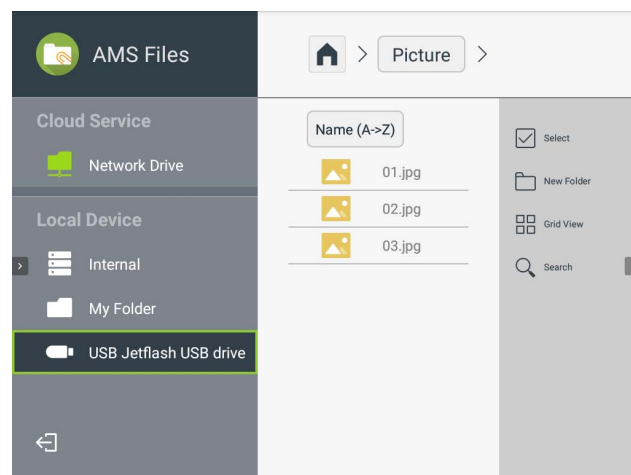 AMS Files
> Picture >
Cloud Service
Network Drive
Local Device
Internal
My Folder
USB Jetflash USB drive
Name (A->Z)
01.jpg
02.jpg
03.jpg
Select
New Folder
Grid View
Search